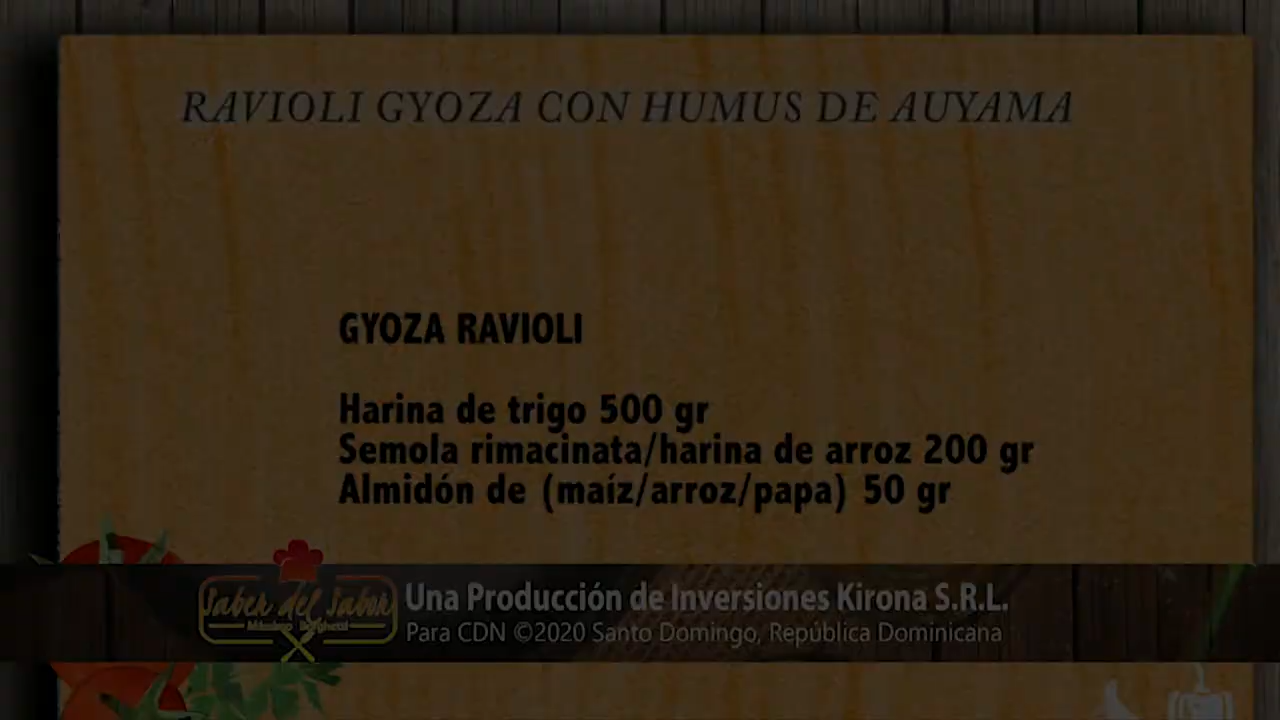 RAVIOLI GYOZA CON HUMUS DE AUYAMA
GYOZA RAVIOLI
Harina de trigo 500 gr
Semola rimacinata/harina de arroz 200 gr
Almidón de (maíz/arroz/papa) 50 gr
Saber del Sabor
Una Producción de Inversiones Kirona S.R.L.
Para CDN ©2020 Santo Domingo, República Dominicana